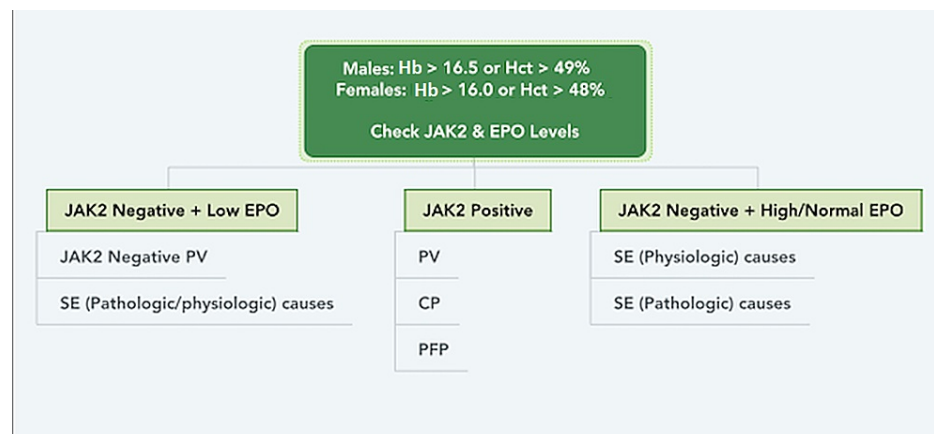 Males: Hb > 16.5 or Hct > 49%
Females: Hb > 16.0 or Hct > 48%
Check JAK2 & EPO Levels
JAK2 Negative + Low EPO
JAK2 Negative PV
SE (Pathologic/physiologic) causes
JAK2 Positive
PV
CP
PFP
JAK2 Negative + High/Normal EPO
SE (Physiologic) causes
SE (Pathologic) causes